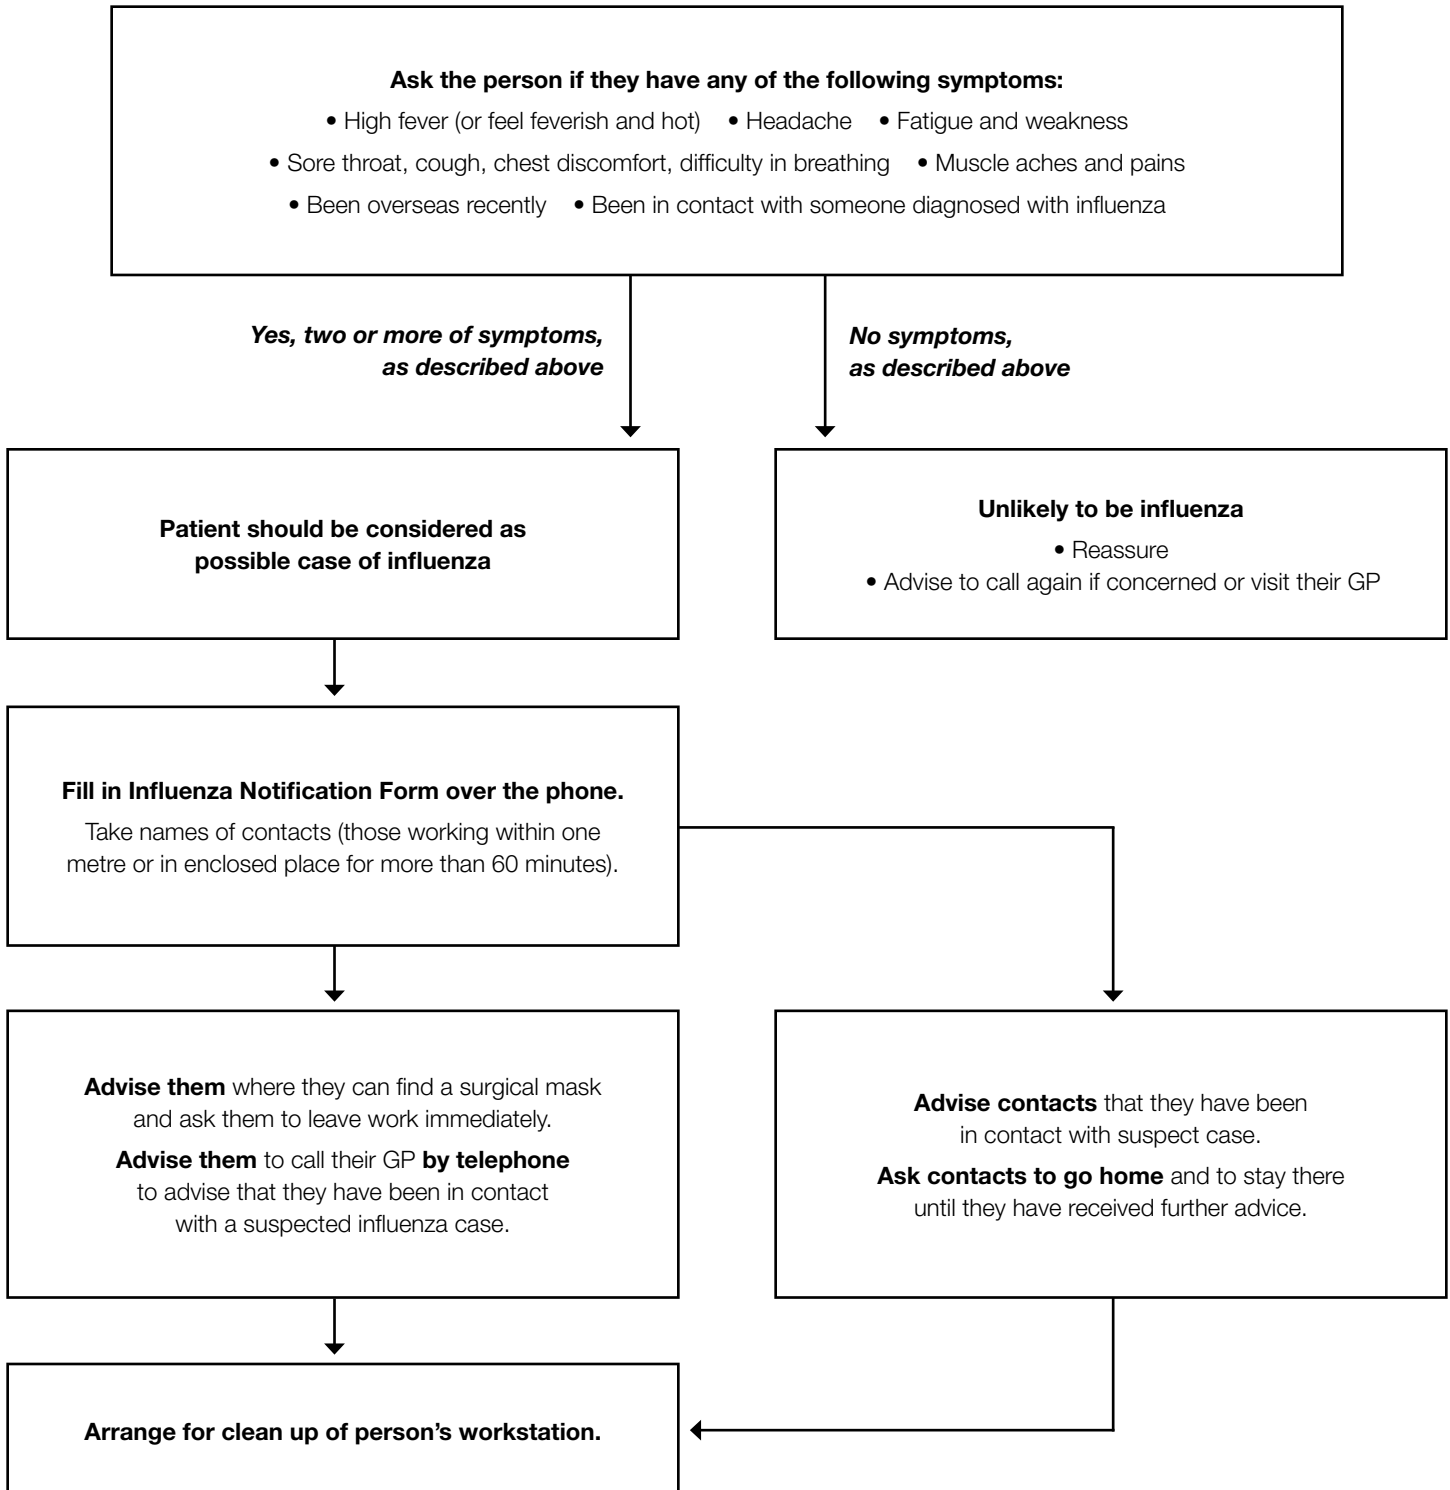 Ask the person if they have any of the following symptoms:
• High fever (or feel feverish and hot) • Headache • Fatigue and weakness
• Sore throat, cough, chest discomfort, difficulty in breathing • Muscle aches and pains
• Been overseas recently • Been in contact with someone diagnosed with influenza
Yes, two or more of symptoms,
as described above
No symptoms,
as described above
Patient should be considered as
possible case of influenza
Unlikely to be influenza
• Reassure
• Advise to call again if concerned or visit their GP
Fill in Influenza Notification Form over the phone.
Take names of contacts (those working within one
metre or in enclosed place for more than 60 minutes).
Advise them where they can find a surgical mask
and ask them to leave work immediately.
Advise them to call their GP by telephone
to advise that they have been in contact
with a suspected influenza case.
Advise contacts that they have been
in contact with suspect case.
Ask contacts to go home and to stay there
until they have received further advice.
Arrange for clean up of person’s workstation.